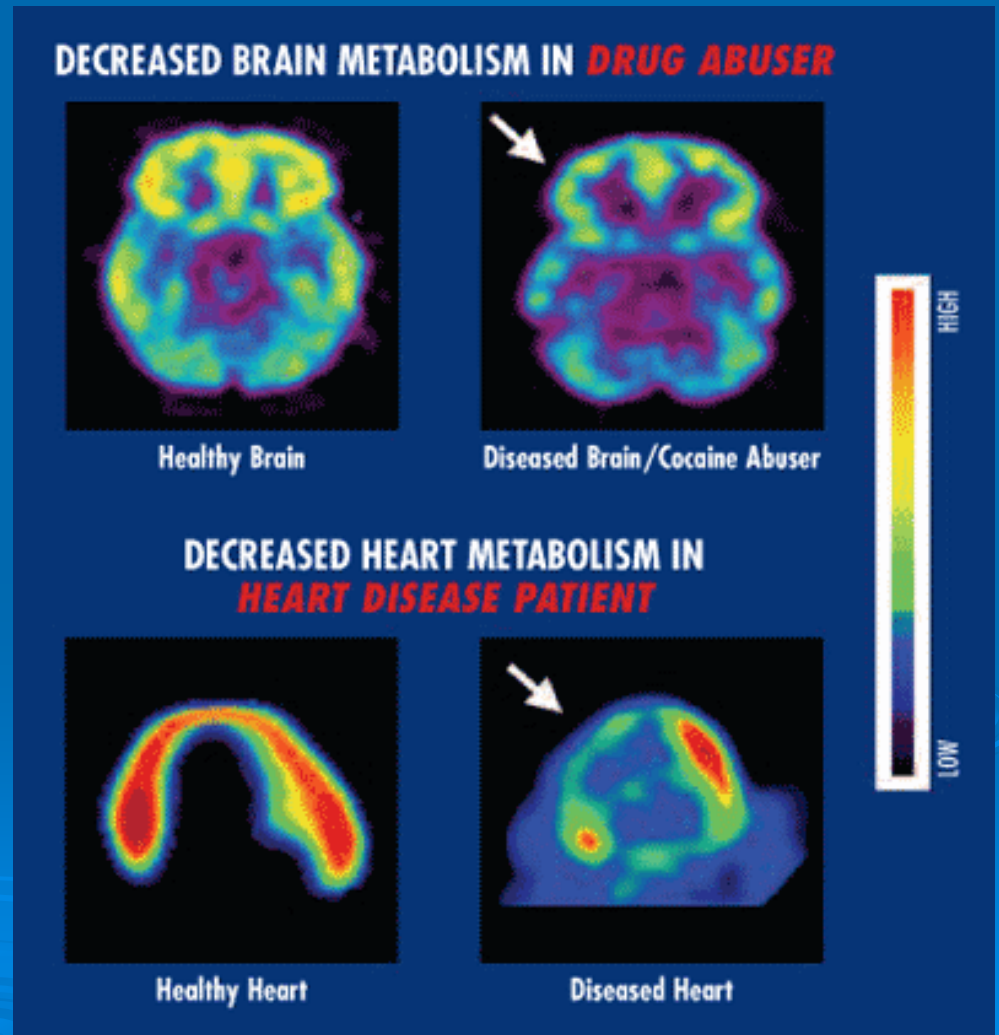 DECREASED BRAIN METABOLISM IN DRUG ABUSER
Healthy Brain
Diseased Brain/Cocaine Abuser
HIGH
LOW
DECREASED HEART METABOLISM IN
HEART DISEASE PATIENT
Healthy Heart
Diseased Heart